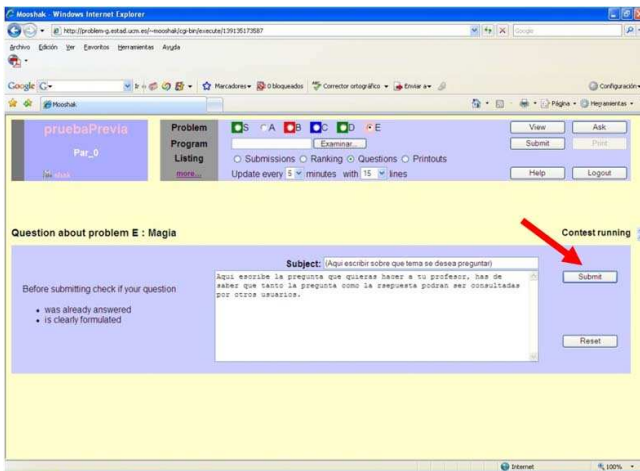 Mooshak - Windows Internet Explorer
http://problem-g.estad.ucm.es/~mooshak/cgi-bin/execute/139135173587
Google
Archivo Edición Ver Favoritos Herramientas Ayuda
Google G Ir Marcadores 0 bloqueados Corrector ortográfico Enviar a Configuración
Mooshak Página Herramientas
pruebaPrevia
Par_0
Problem S A B C D E
Program Examinar...
Listing Submissions Ranking Questions Printouts
more... Update every 5 minutes with 15 lines
View Ask
Submit Print
Help Logout
Question about problem E : Magia
Contest running
Subject: (Aqui escribir sobre que tema se desea preguntar)
Before submitting check if your question
was already answered
is clearly formulated
Aqui escribe la pregunta que quieras hacer a tu profesor, has de
saber que tanto la pregunta como la rsepuesta podran ser consultadas
por otros usuarios.
Submit
Reset
Internet 100%